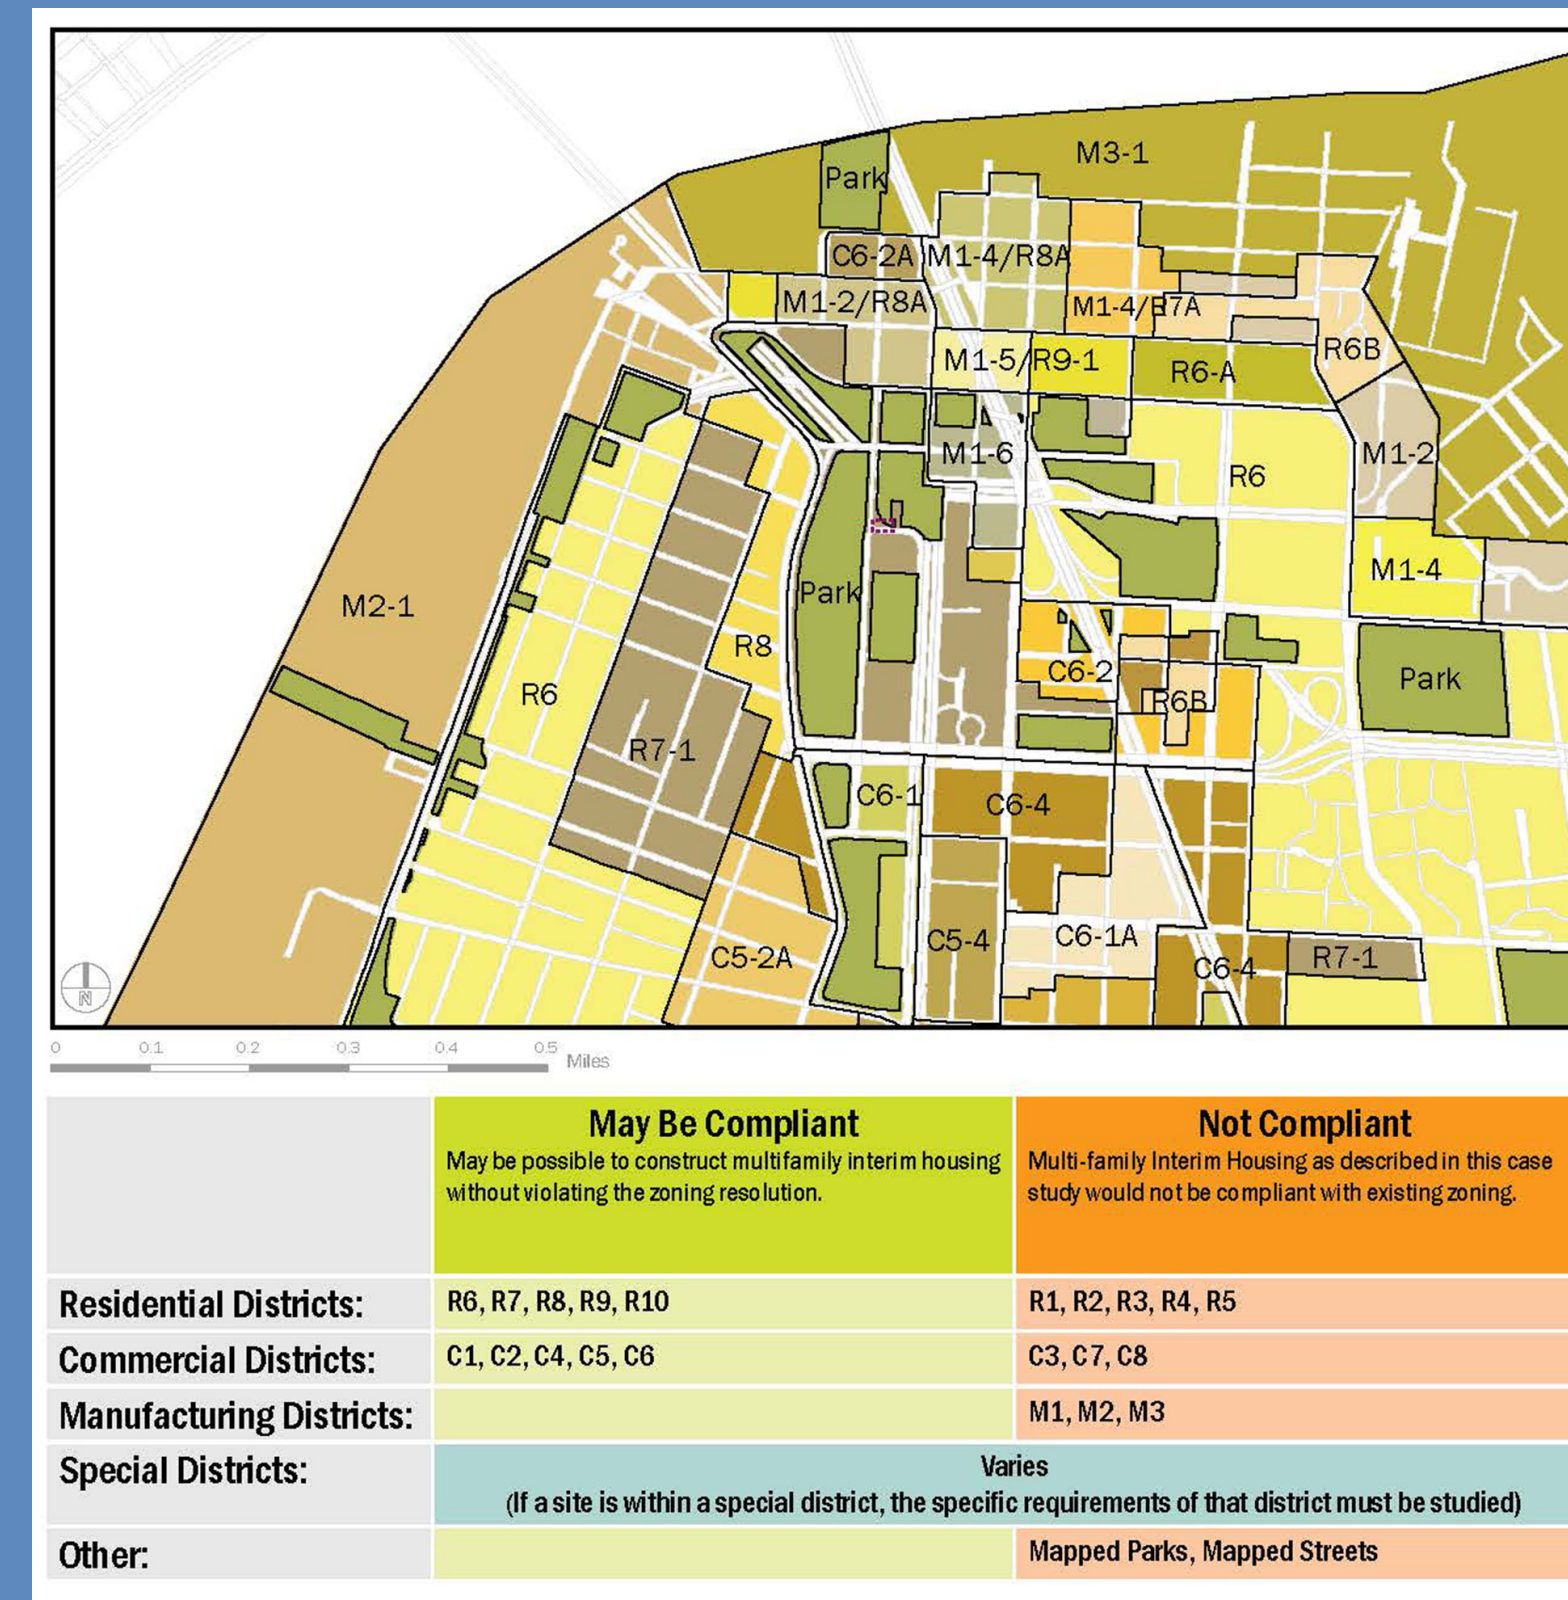 M3-1
Park
C6-2A
M1-4/R8A
M1-2/R8A
M1-4/R7A
R6B
M1-5/R9-1
R6-A
M1-6
M1-2
R6
M1-4
Park
M2-1
R8
C6-2
Park
R6
R6B
R7-1
C6-1
C6-4
C5-4
C6-1A
C5-2A
C6-4
R7-1
N
0 0.1 0.2 0.3 0.4 0.5
Miles
May Be Compliant
May be possible to construct multifamily interim housing
without violating the zoning resolution.
Not Compliant
Multi-family Interim Housing as described in this case
study would not be compliant with existing zoning.
Residential Districts:
R6, R7, R8, R9, R10
R1, R2, R3, R4, R5
Commercial Districts:
C1, C2, C4, C5, C6
C3, C7, C8
Manufacturing Districts:
M1, M2, M3
Special Districts:
Varies
(If a site is within a special district, the specific requirements of that district must be studied)
Other:
Mapped Parks, Mapped Streets